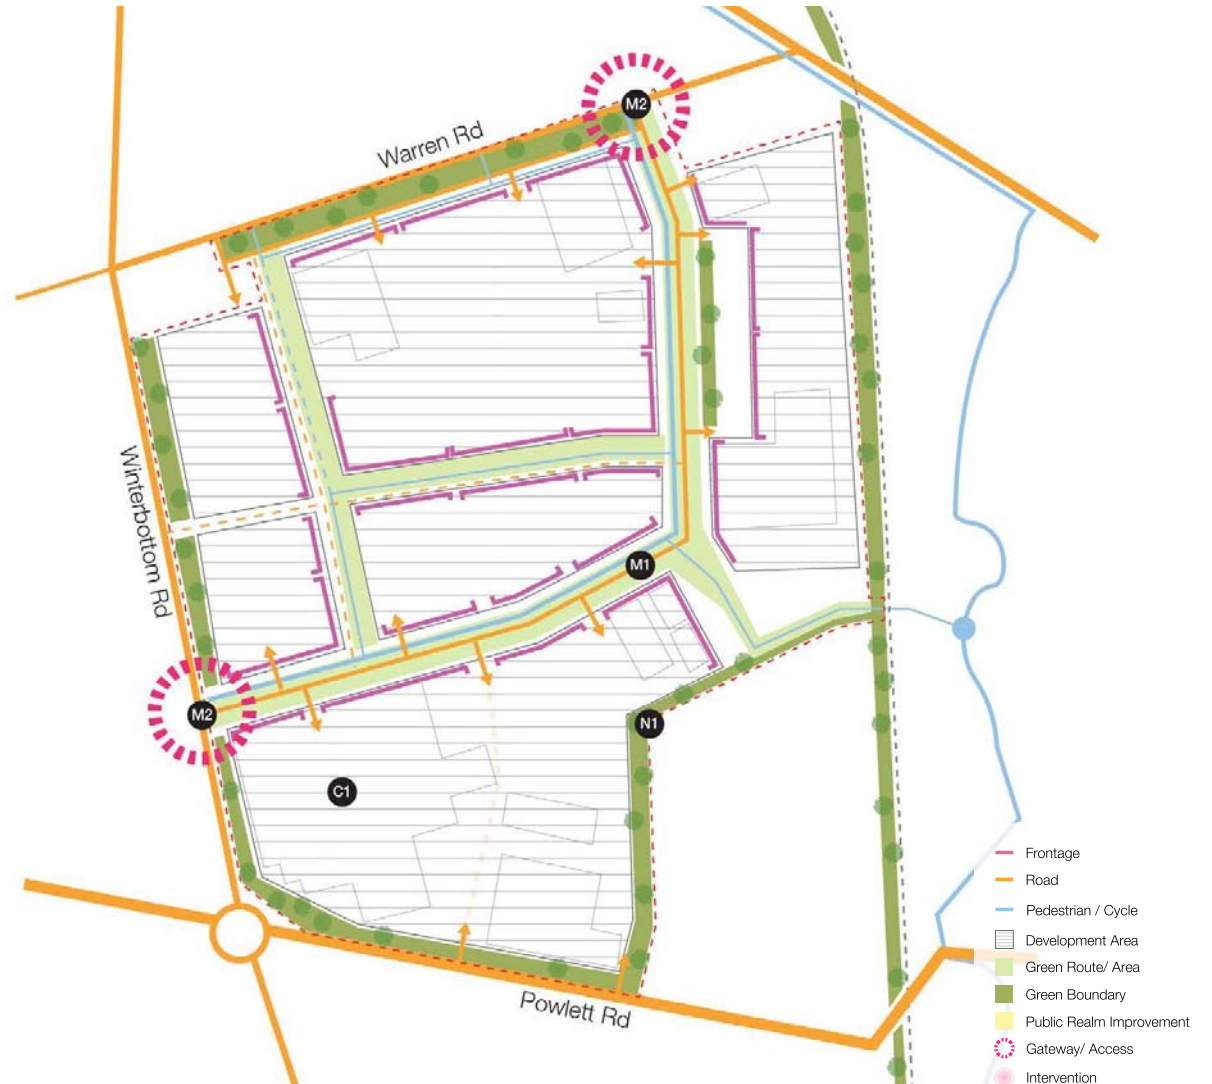 M2
Warren Rd
Winterbottom Rd
M1
M2
N1
C1
Powlett Rd
Frontage
Road
Pedestrian / Cycle
Development Area
Green Route/ Area
Green Boundary
Public Realm Improvement
Gateway/ Access
Intervention